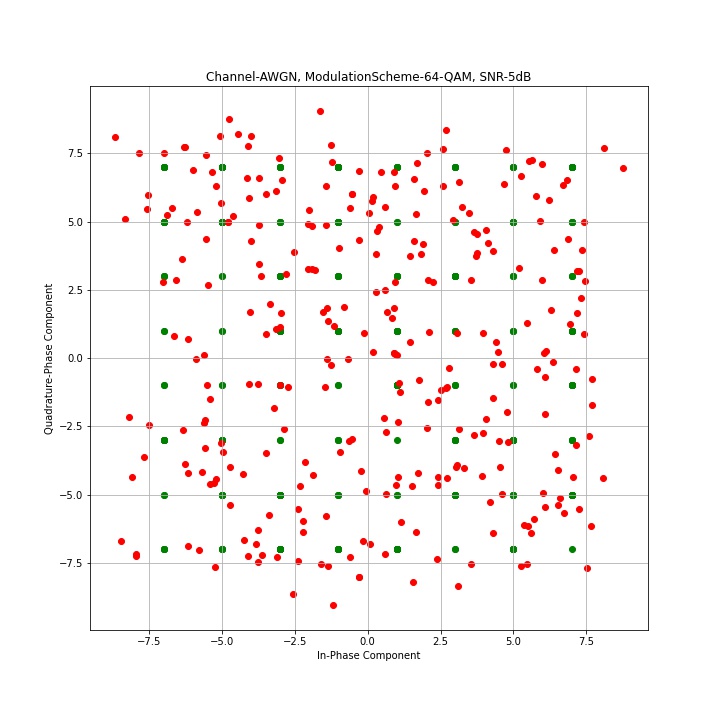 Channel-AWGN, ModulationScheme-64-QAM, SNR-5dB
7.5
5.0
2.5
0.0
−2.5
−5.0
−7.5
Quadrature-Phase Component
−7.5 −5.0 −2.5 0.0 2.5 5.0 7.5
In-Phase Component